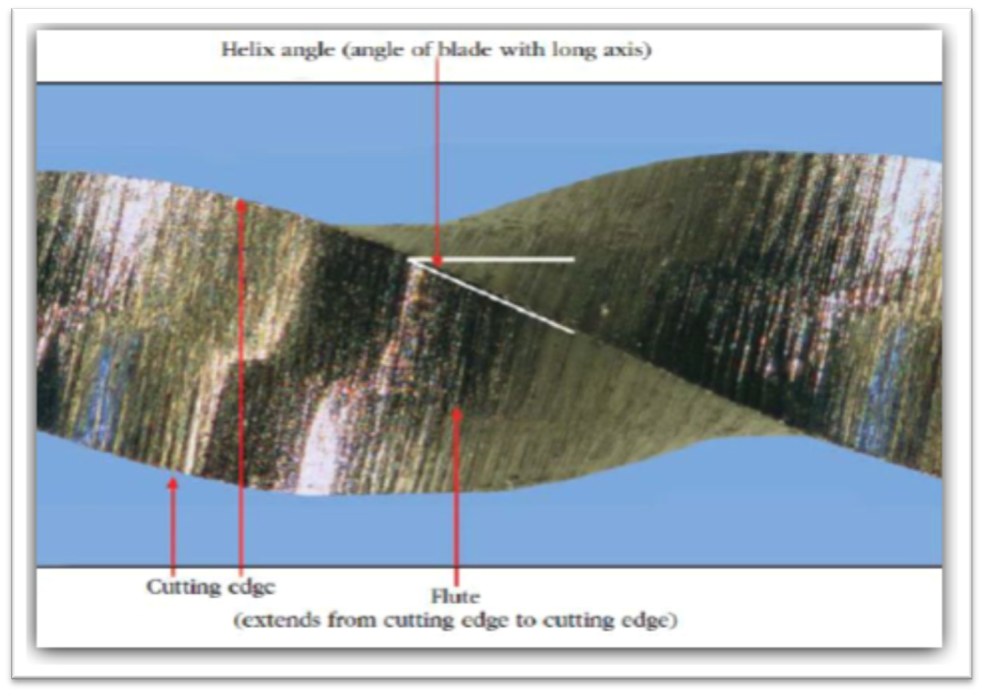 Helix angle (angle of blade with long axis)
Cutting edge
Flute
(extends from cutting edge to cutting edge)